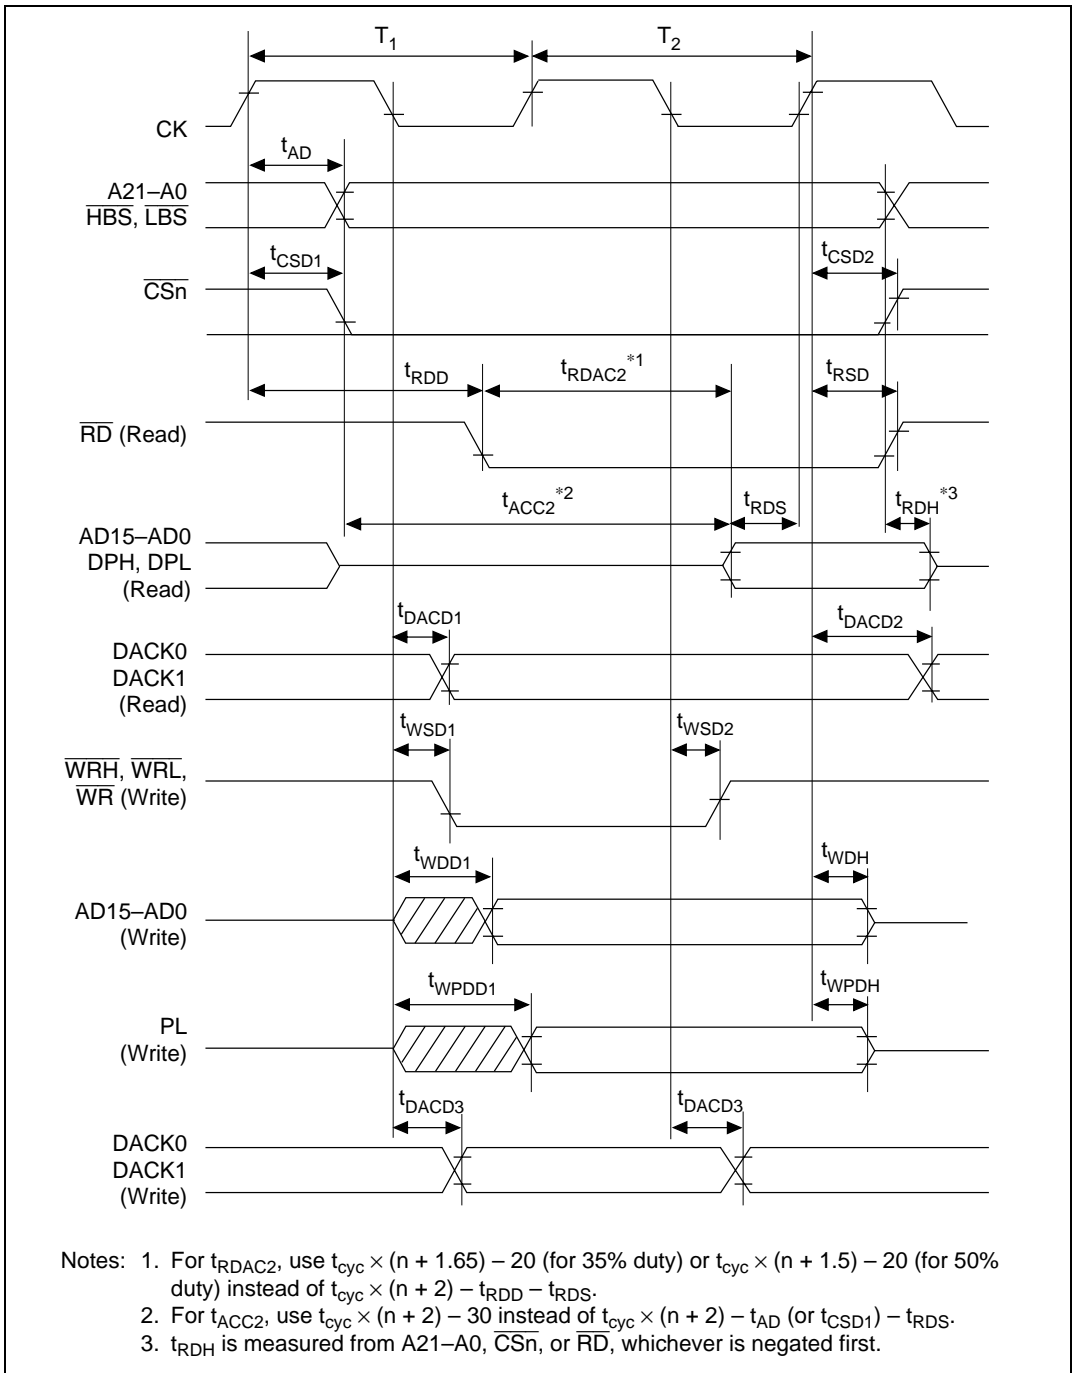 T1 T2
CK
tAD
A21–A0
HBS, LBS
tCSD1 tCSD2
CSn
tRDD tRDAC2*1 tRSD
RD (Read)
tACC2*2 tRDS tRDH*3
AD15–AD0
DPH, DPL
(Read)
tDACD1 tDACD2
DACK0
DACK1
(Read)
tWSD1 tWSD2
WRH, WRL,
WR (Write)
tWDD1 tWDH
AD15–AD0
(Write)
tWPDD1 tWPDH
PL
(Write)
tDACD3 tDACD3
DACK0
DACK1
(Write)
Notes: 1. For tRDAC2, use tcyc × (n + 1.65) – 20 (for 35% duty) or tcyc × (n + 1.5) – 20 (for 50%
duty) instead of tcyc × (n + 2) – tRDD – tRDS.
2. For tACC2, use tcyc × (n + 2) – 30 instead of tcyc × (n + 2) – tAD (or tCSD1) – tRDS.
3. tRDH is measured from A21–A0, CSn, or RD, whichever is negated first.